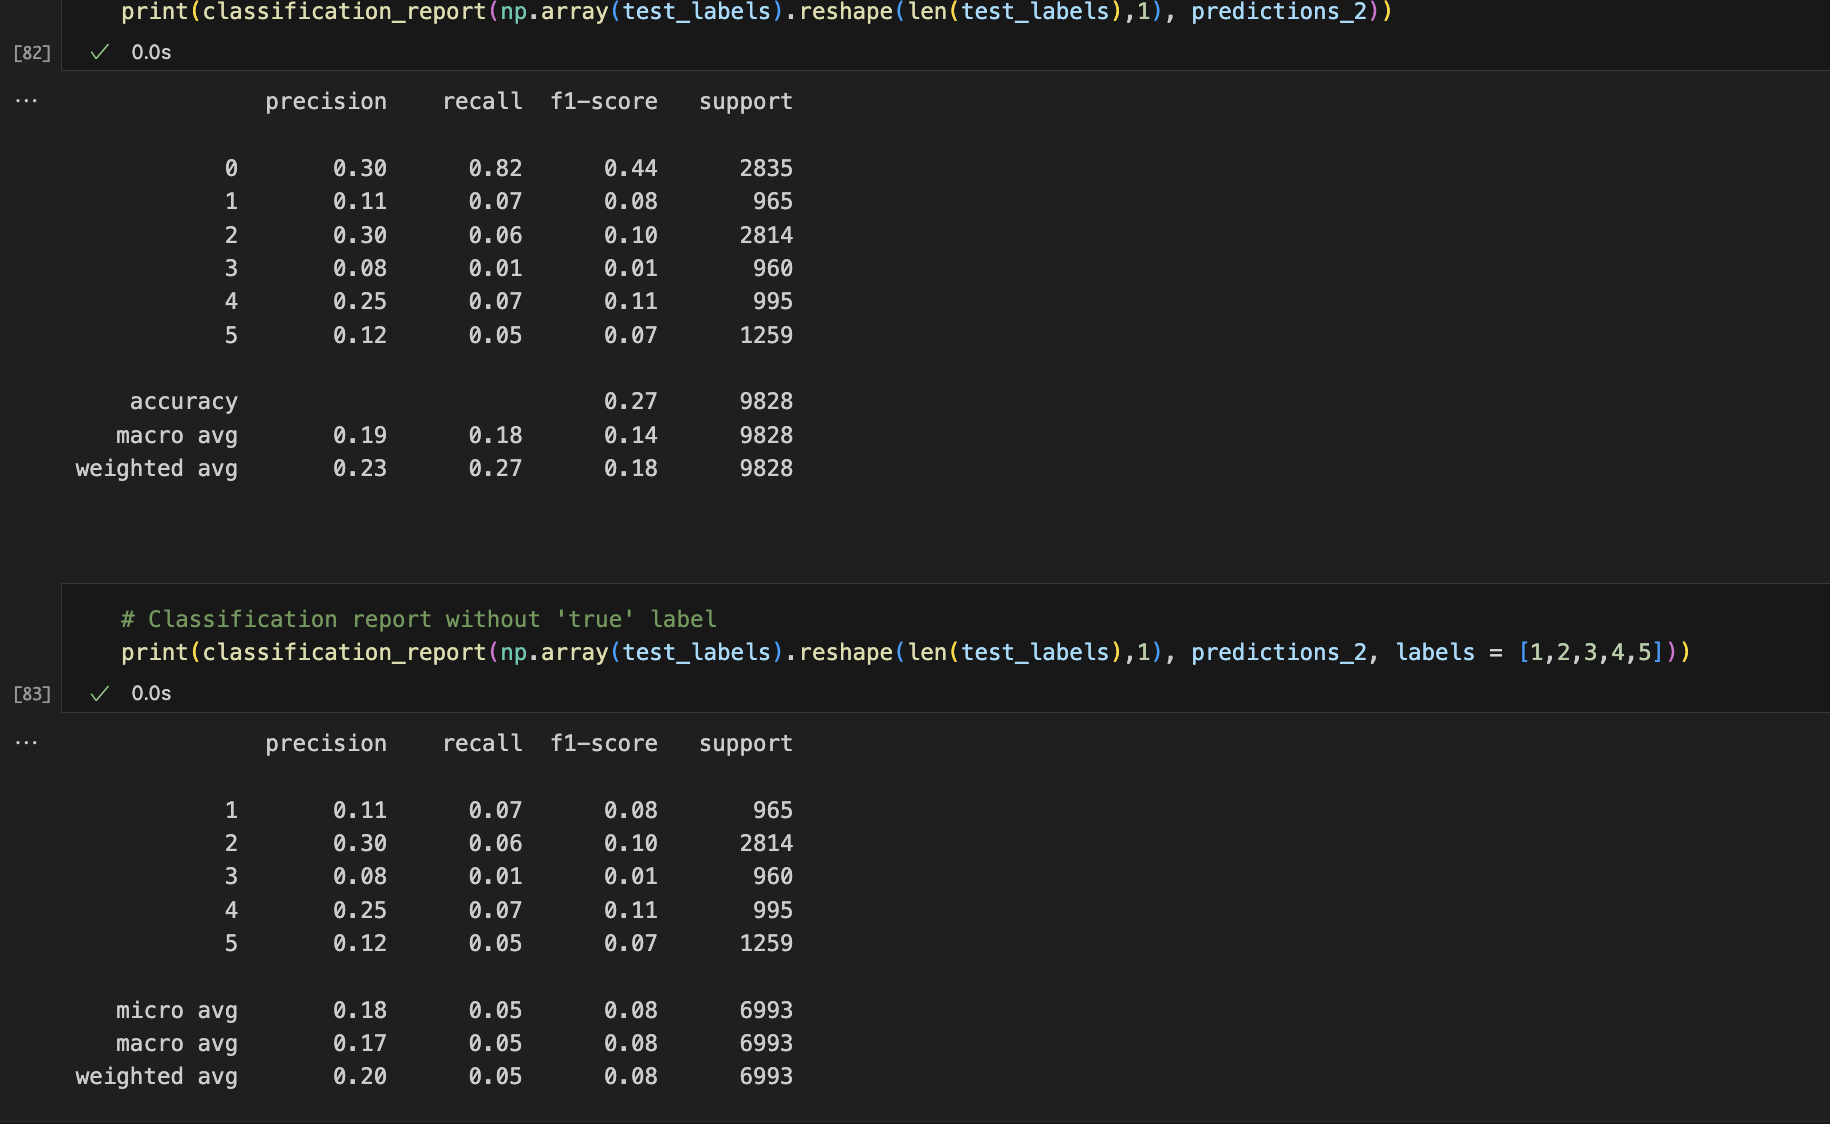 print(classification_report(np.array(test_labels).reshape(len(test_labels),1), predictions_2))
[82] ✓ 0.0s
... precision recall f1-score support
0 0.30 0.82 0.44 2835
1 0.11 0.07 0.08 965
2 0.30 0.06 0.10 2814
3 0.08 0.01 0.01 960
4 0.25 0.07 0.11 995
5 0.12 0.05 0.07 1259
accuracy 0.27 9828
macro avg 0.19 0.18 0.14 9828
weighted avg 0.23 0.27 0.18 9828
# Classification report without 'true' label
print(classification_report(np.array(test_labels).reshape(len(test_labels),1), predictions_2, labels = [1,2,3,4,5]))
[83] ✓ 0.0s
... precision recall f1-score support
1 0.11 0.07 0.08 965
2 0.30 0.06 0.10 2814
3 0.08 0.01 0.01 960
4 0.25 0.07 0.11 995
5 0.12 0.05 0.07 1259
micro avg 0.18 0.05 0.08 6993
macro avg 0.17 0.05 0.08 6993
weighted avg 0.20 0.05 0.08 6993